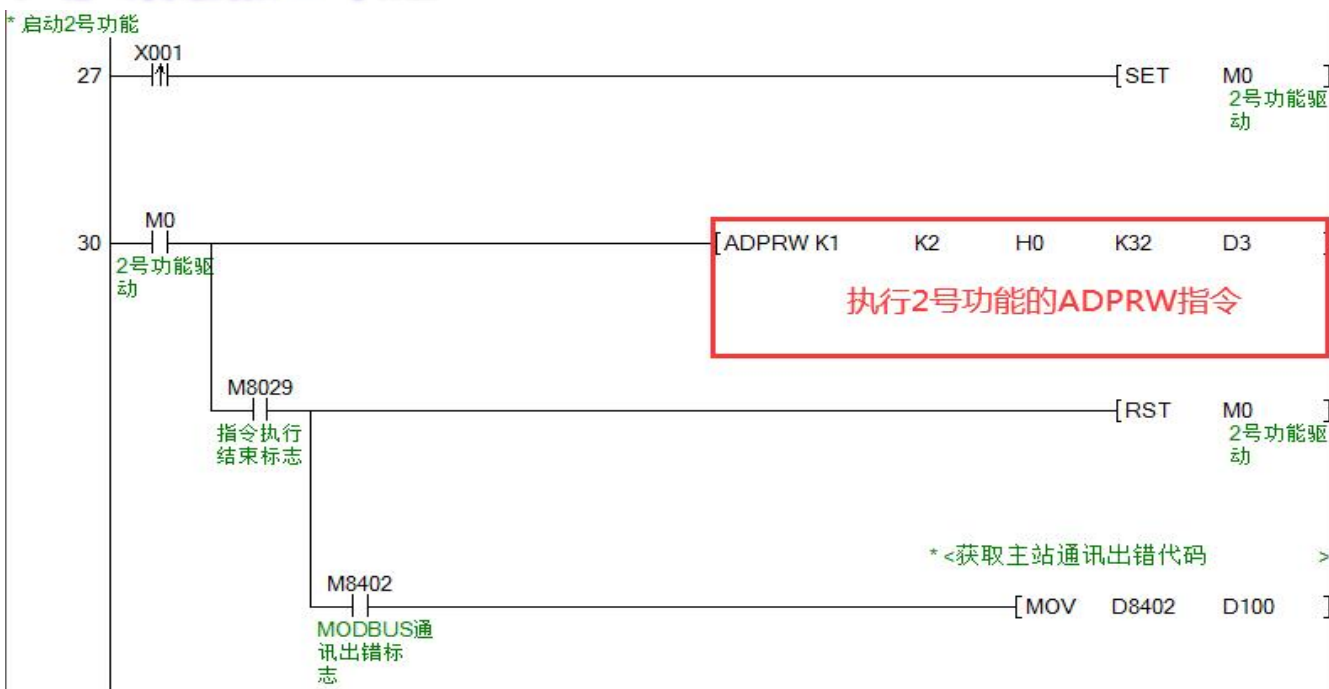 * 启动2号功能
X001
27
[SET M0 ]
2号功能驱
动
M0
30
[ADPRW K1 K2 H0 K32 D3 ]
2号功能驱
动
执行2号功能的ADPRW指令
M8029
[RST M0 ]
2号功能驱
动
指令执行
结束标志
*<获取主站通讯出错代码 >
M8402
[MOV D8402 D100 ]
MODBUS通
讯出错标
志